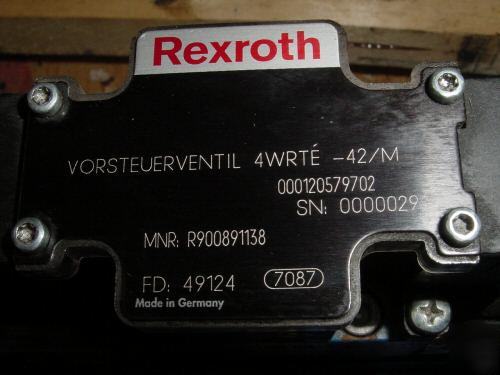 Rexroth
VORSTEUERVENTIL 4WRTÉ -42/M
000120579702
SN: 0000029
MNR: R900891138
FD: 49124 7087
Made in Germany